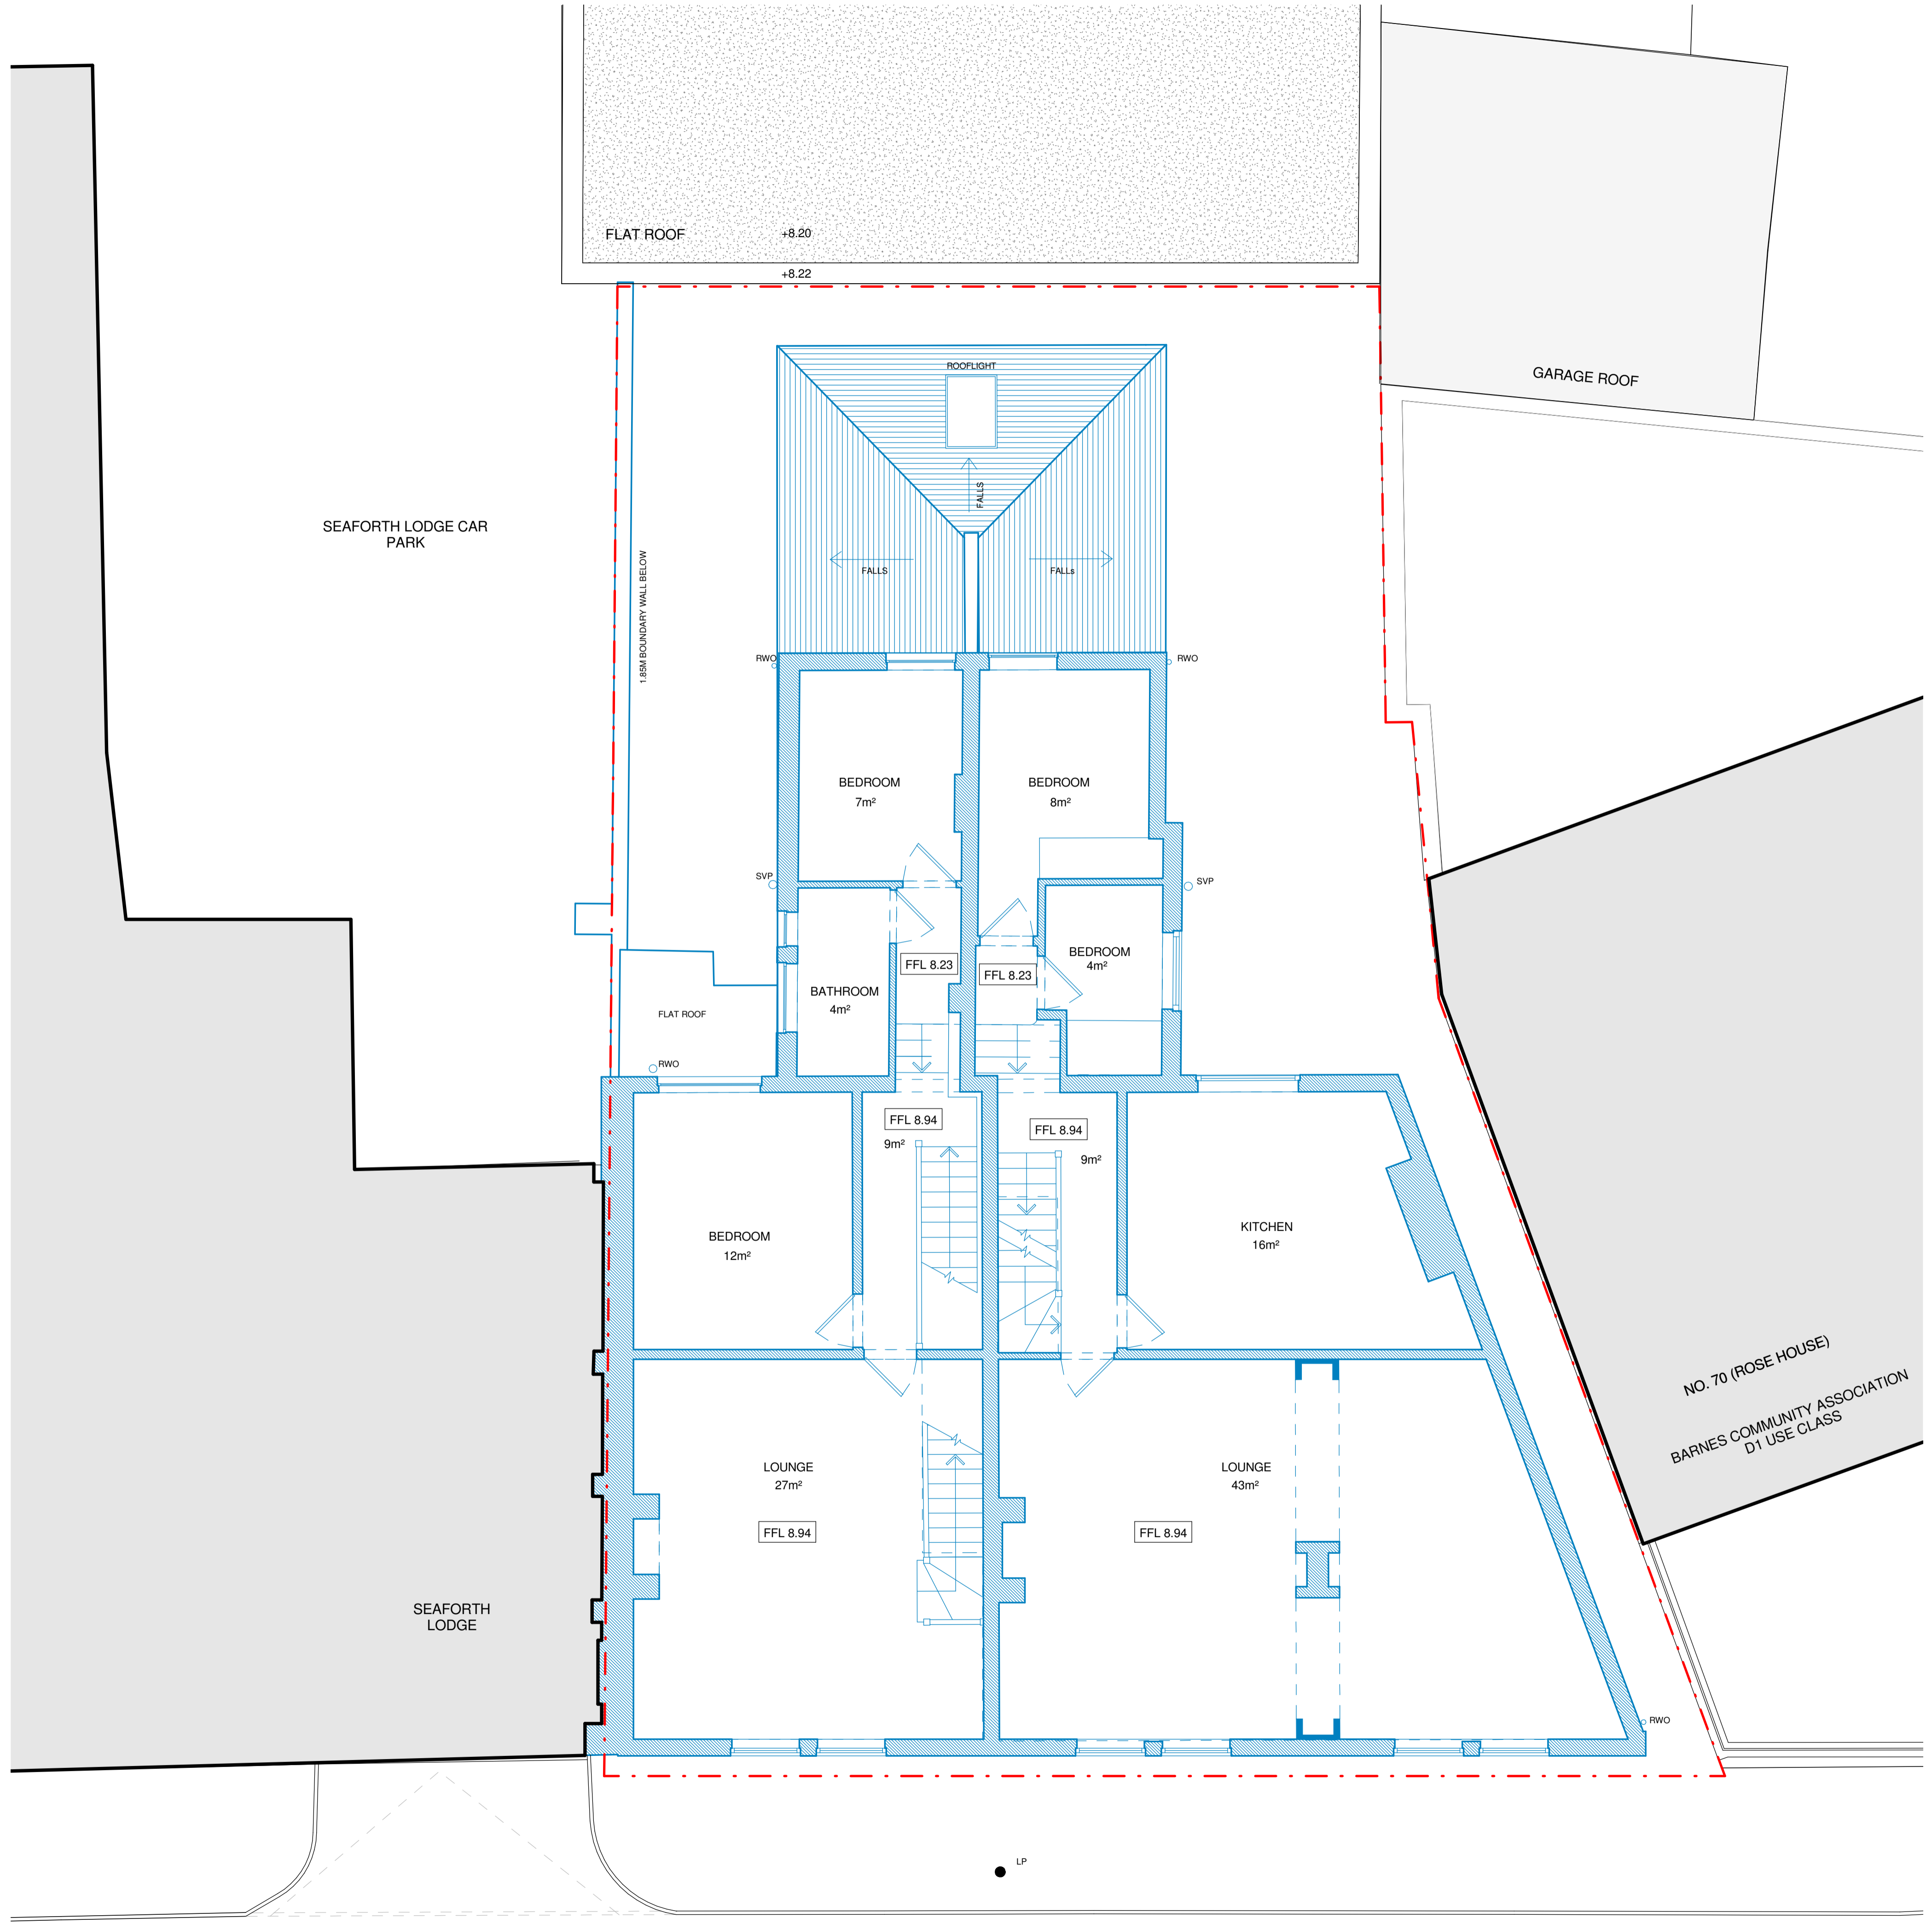 FLAT ROOF
+8.20
+8.22
ROOFLIGHT
GARAGE ROOF
FALLS
SEAFORTH LODGE CAR
PARK
FALLS
FALLs
1.85M BOUNDARY WALL BELOW
RWO
RWO
BEDROOM
7m²
BEDROOM
8m²
SVP
SVP
BEDROOM
4m²
FFL 8.23
FFL 8.23
BATHROOM
4m²
FLAT ROOF
RWO
FFL 8.94
9m²
FFL 8.94
9m²
BEDROOM
12m²
KITCHEN
16m²
NO. 70 (ROSE HOUSE)
BARNES COMMUNITY ASSOCIATION
D1 USE CLASS
LOUNGE
27m²
LOUNGE
43m²
FFL 8.94
FFL 8.94
SEAFORTH
LODGE
RWO
LP